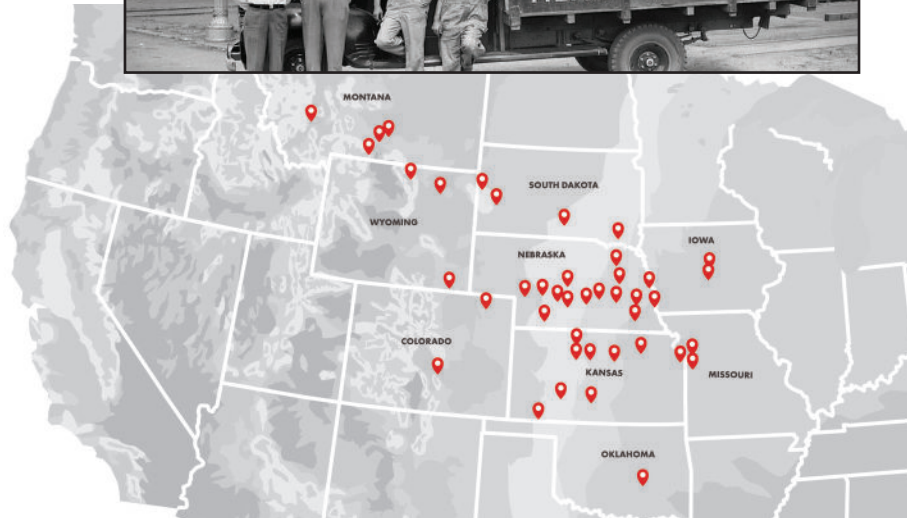 MONTANA
SOUTH DAKOTA
WYOMING
IOWA
NEBRASKA
COLORADO
KANSAS
MISSOURI
OKLAHOMA